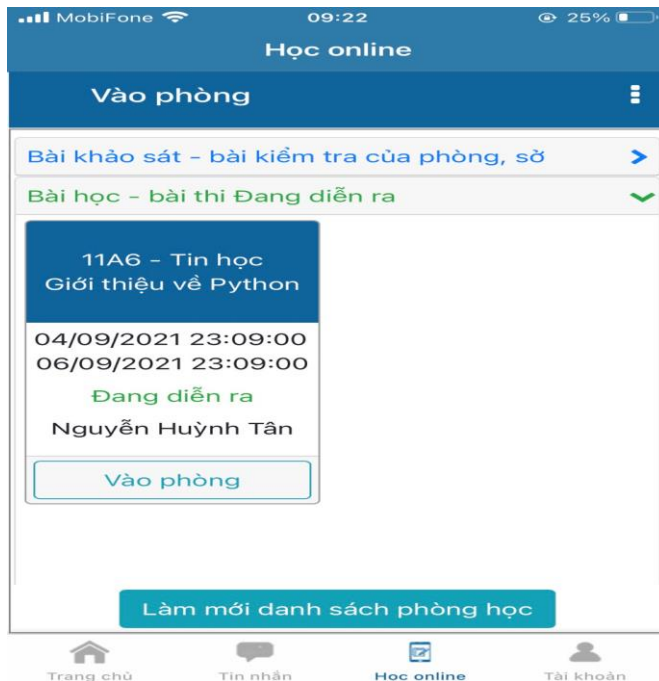 MobiFone 09:22 25%
Học online
Vào phòng
Bài khảo sát - bài kiểm tra của phòng, sở
Bài học - bài thi Đang diễn ra
11A6 - Tin học
Giới thiệu về Python
04/09/2021 23:09:00
06/09/2021 23:09:00
Đang diễn ra
Nguyễn Huỳnh Tân
Vào phòng
Làm mới danh sách phòng học
Trang chủ Tin nhắn Học online Tài khoản